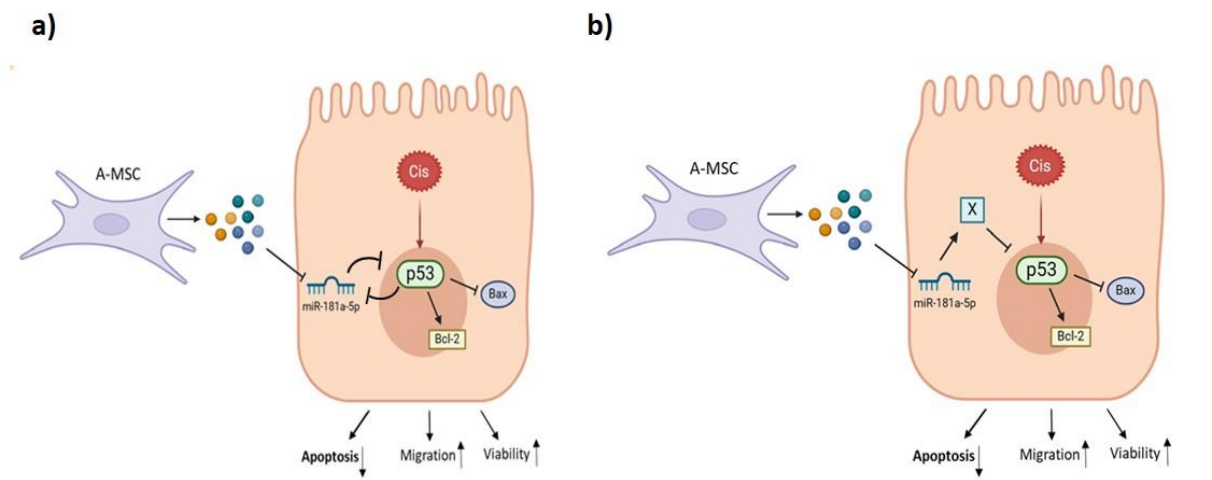 a)
A-MSC
Cis
p53
miR-181a-5p
Bax
Bcl-2
Apoptosis
Migration
Viability
b)
A-MSC
Cis
X
p53
miR-181a-5p
Bax
Bcl-2
Apoptosis
Migration
Viability